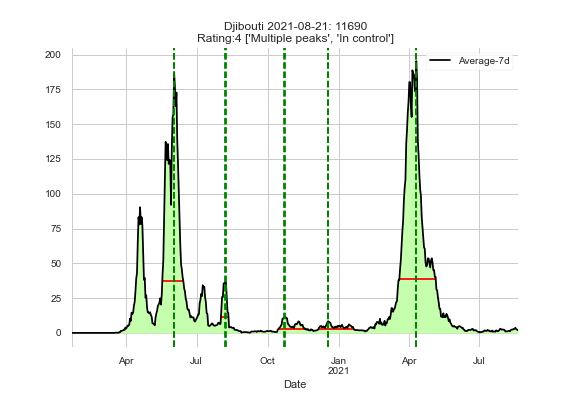 Djibouti 2021-08-21: 11690
Rating:4 ['Multiple peaks', 'In control']
Average-7d
200
175
150
125
100
75
50
25
0
Apr
Jul
Oct
Jan
2021
Apr
Jul
Date